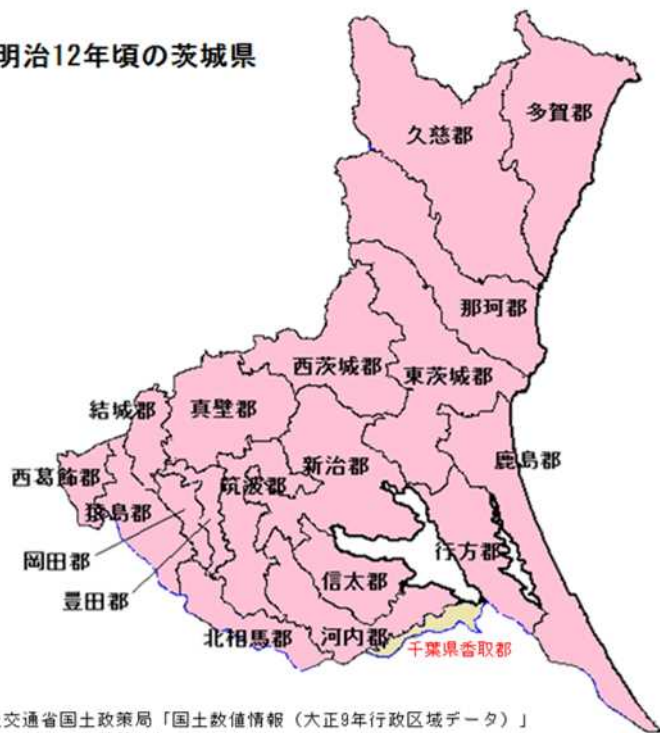 明治12年頃の茨城県
多賀郡
久慈郡
那珂郡
西茨城郡
東茨城郡
結城郡
真壁郡
鹿島郡
新治郡
西葛飾郡
筑波郡
猿島郡
行方郡
岡田郡
信太郡
豊田郡
北相馬郡
河内郡
千葉県香取郡
交通省国土政策局「国土数値情報（大正9年行政区域データ）」